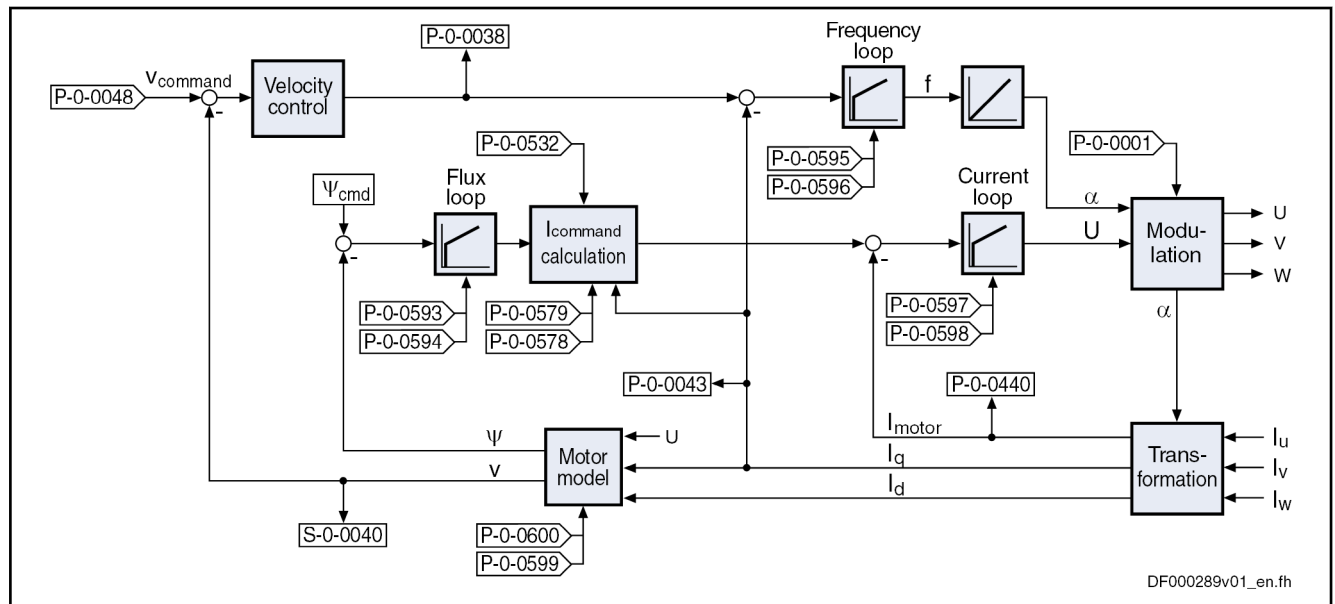 P-0-0038
Frequency
loop
P-0-0048
vcommand
-
Velocity
control
-
f
P-0-0532
P-0-0595
P-0-0596
P-0-0001
Ψcmd
Flux
loop
Icommand
calculation
Current
loop
α
U
Modu-
lation
U
V
W
-
-
P-0-0593
P-0-0594
P-0-0579
P-0-0578
P-0-0597
P-0-0598
α
P-0-0043
P-0-0440
Ψ
v
Motor
model
U
Imotor
Iq
Id
Trans-
formation
Iu
Iv
Iw
S-0-0040
P-0-0600
P-0-0599
DF000289v01_en.fh